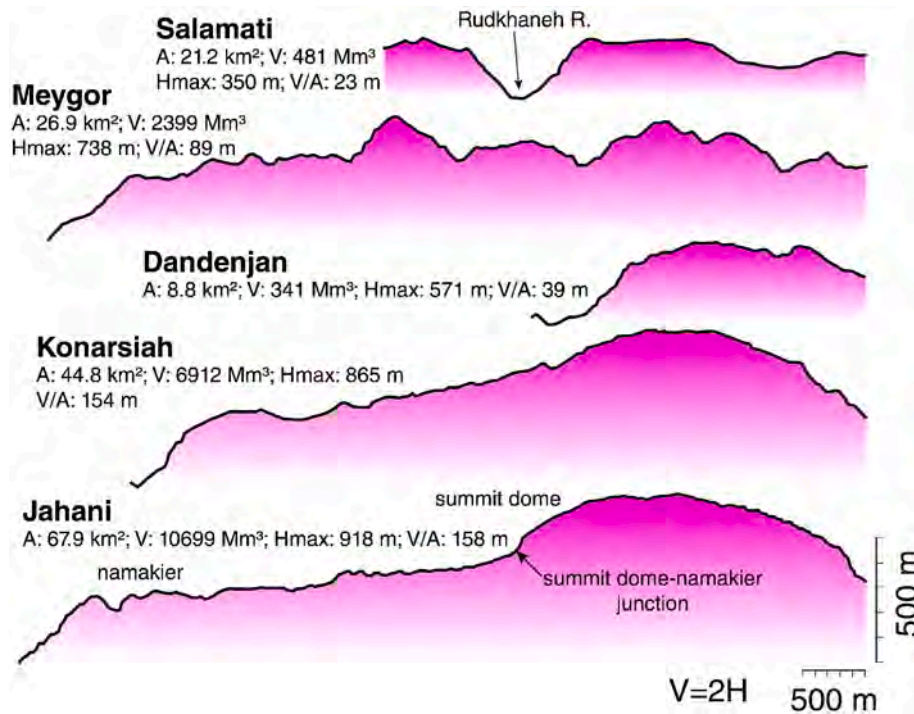 Rudkhaneh R.
Salamati
A: 21.2 km²; V: 481 Mm³
Hmax: 350 m; V/A: 23 m
Meygor
A: 26.9 km²; V: 2399 Mm³
Hmax: 738 m; V/A: 89 m
Dandenjan
A: 8.8 km²; V: 341 Mm³; Hmax: 571 m; V/A: 39 m
Konarsiah
A: 44.8 km²; V: 6912 Mm³; Hmax: 865 m
V/A: 154 m
summit dome
Jahani
A: 67.9 km²; V: 10699 Mm³; Hmax: 918 m; V/A: 158 m
namakier
summit dome-namakier
junction
500 m
V=2H
500 m